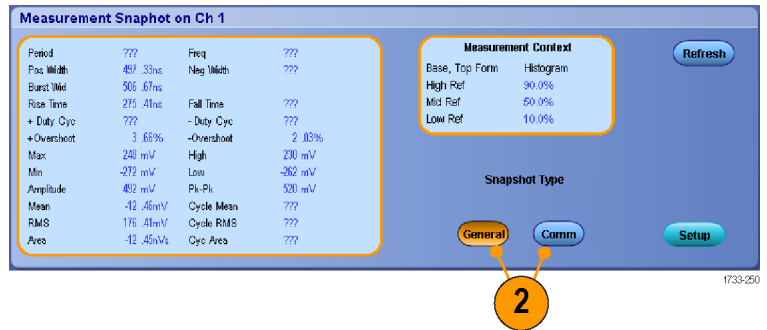 Measurement Snaphot on Ch 1
Period ??? Freq ???
Pos Width 497 .33ns Neg Width ???
Burst Wid 506 .67ns
Rise Time 275 .41ns Fall Time ???
+ Duty Cyc ??? - Duty Cyc ???
+Overshoot 3 .66% -Overshoot 2 .03%
Max 248 mV High 230 mV
Min -272 mV Low -262 mV
Amplitude 492 mV Pk-Pk 520 mV
Mean -12 .46mV Cycle Mean ???
RMS 176 .41mV Cycle RMS ???
Area -12 .45nVs Cyc Area ???
Measurement Context
Base, Top Form Histogram
High Ref 90.0%
Mid Ref 50.0%
Low Ref 10.0%
Refresh
Snapshot Type
General Comm Setup
2
1733-250